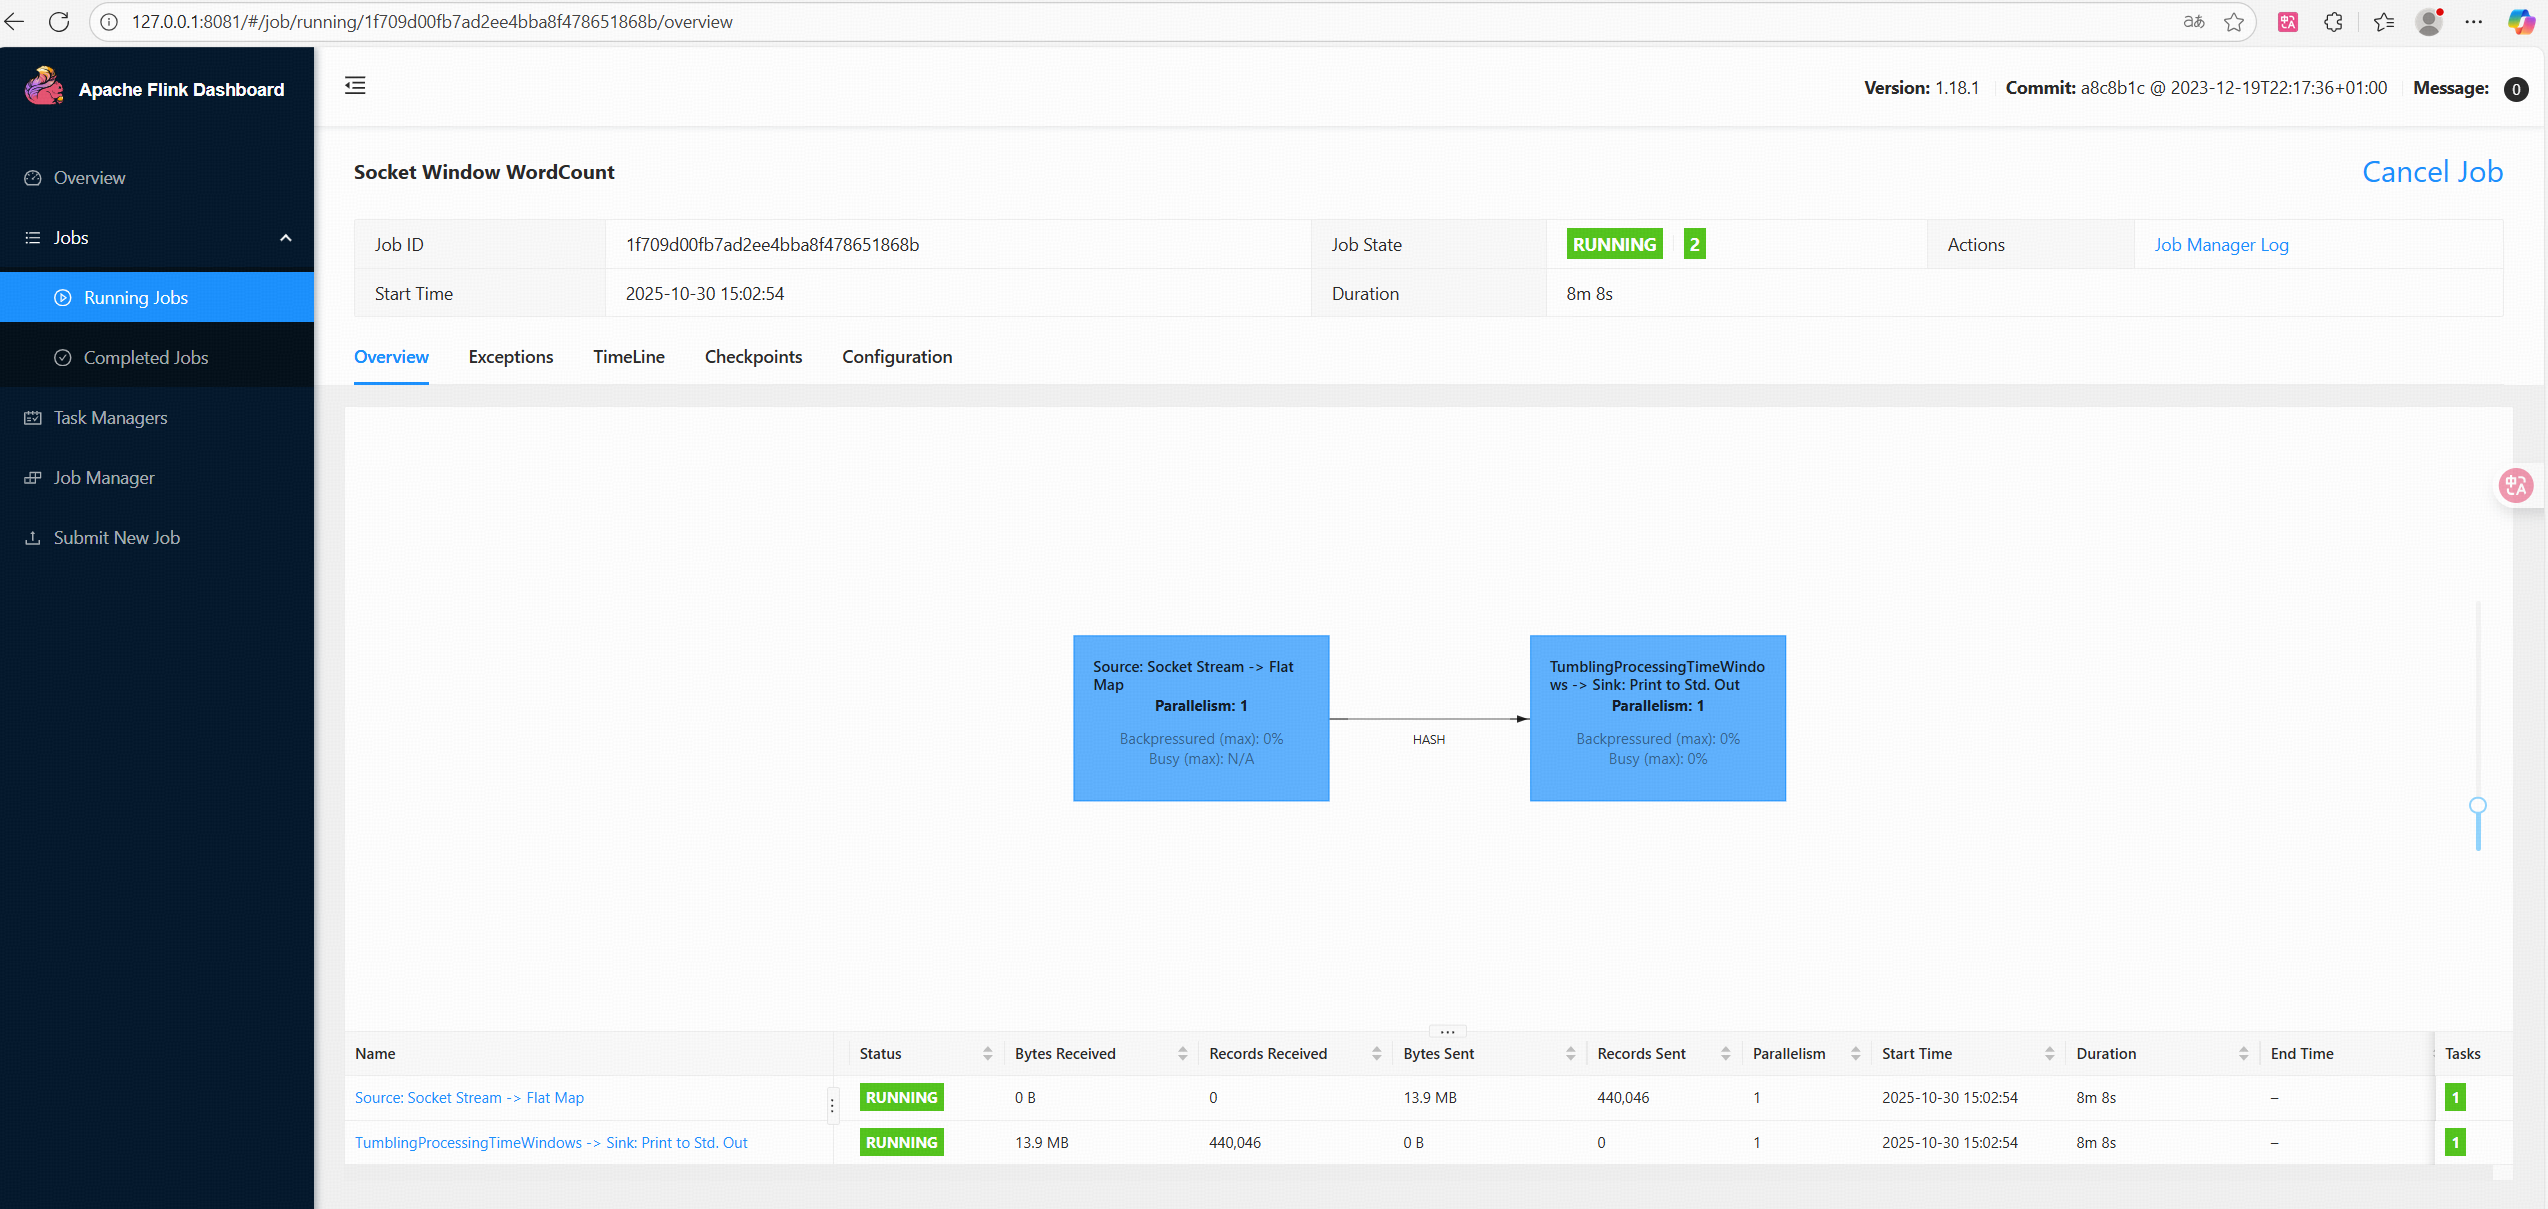 127.0.0.1:8081/#/job/running/1f709d00fb7ad2ee4bba8f478651868b/overview
aあ
Apache Flink Dashboard
Version: 1.18.1 Commit: a8c8b1c @ 2023-12-19T22:17:36+01:00 Message: 0
Overview
Jobs
Running Jobs
Completed Jobs
Task Managers
Job Manager
Submit New Job
Socket Window WordCount
Cancel Job
Job ID 1f709d00fb7ad2ee4bba8f478651868b Job State RUNNING 2 Actions Job Manager Log
Start Time 2025-10-30 15:02:54 Duration 8m 8s
Overview Exceptions TimeLine Checkpoints Configuration
Source: Socket Stream -> Flat
Map
Parallelism: 1
Backpressured (max): 0%
Busy (max): N/A
HASH
TumblingProcessingTimeWindo
ws -> Sink: Print to Std. Out
Parallelism: 1
Backpressured (max): 0%
Busy (max): 0%
Name Status Bytes Received Records Received Bytes Sent Records Sent Parallelism Start Time Duration End Time Tasks
Source: Socket Stream -> Flat Map RUNNING 0 B 0 13.9 MB 440,046 1 2025-10-30 15:02:54 8m 8s – 1
TumblingProcessingTimeWindows -> Sink: Print to Std. Out RUNNING 13.9 MB 440,046 0 B 0 1 2025-10-30 15:02:54 8m 8s – 1